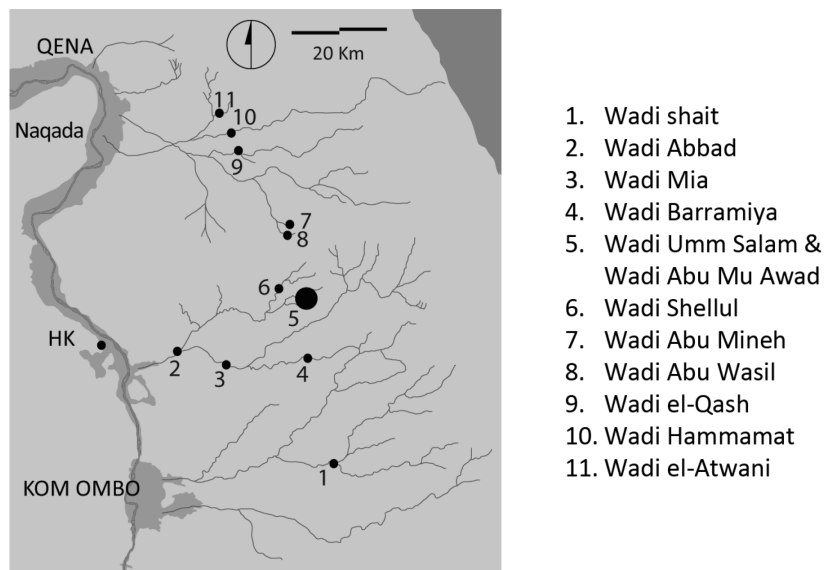 QENA
20 Km
Naqada
11
10
9
7
8
6
5
HK
2
3
4
1
KOM OMBO
1. Wadi shait
2. Wadi Abbad
3. Wadi Mia
4. Wadi Barramiya
5. Wadi Umm Salam &
Wadi Abu Mu Awad
6. Wadi Shellul
7. Wadi Abu Mineh
8. Wadi Abu Wasil
9. Wadi el-Qash
10. Wadi Hammamat
11. Wadi el-Atwani